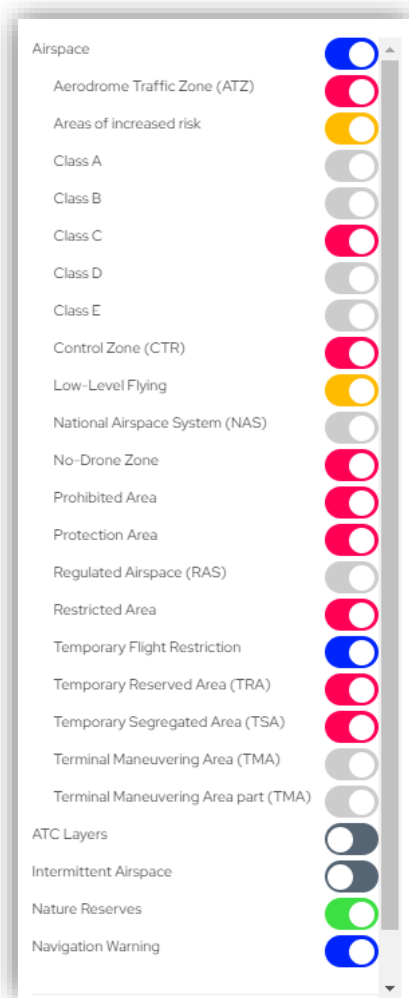 Airspace
Aerodrome Traffic Zone (ATZ)
Areas of increased risk
Class A
Class B
Class C
Class D
Class E
Control Zone (CTR)
Low-Level Flying
National Airspace System (NAS)
No-Drone Zone
Prohibited Area
Protection Area
Regulated Airspace (RAS)
Restricted Area
Temporary Flight Restriction
Temporary Reserved Area (TRA)
Temporary Segregated Area (TSA)
Terminal Maneuvering Area (TMA)
Terminal Maneuvering Area part (TMA)
ATC Layers
Intermittent Airspace
Nature Reserves
Navigation Warning